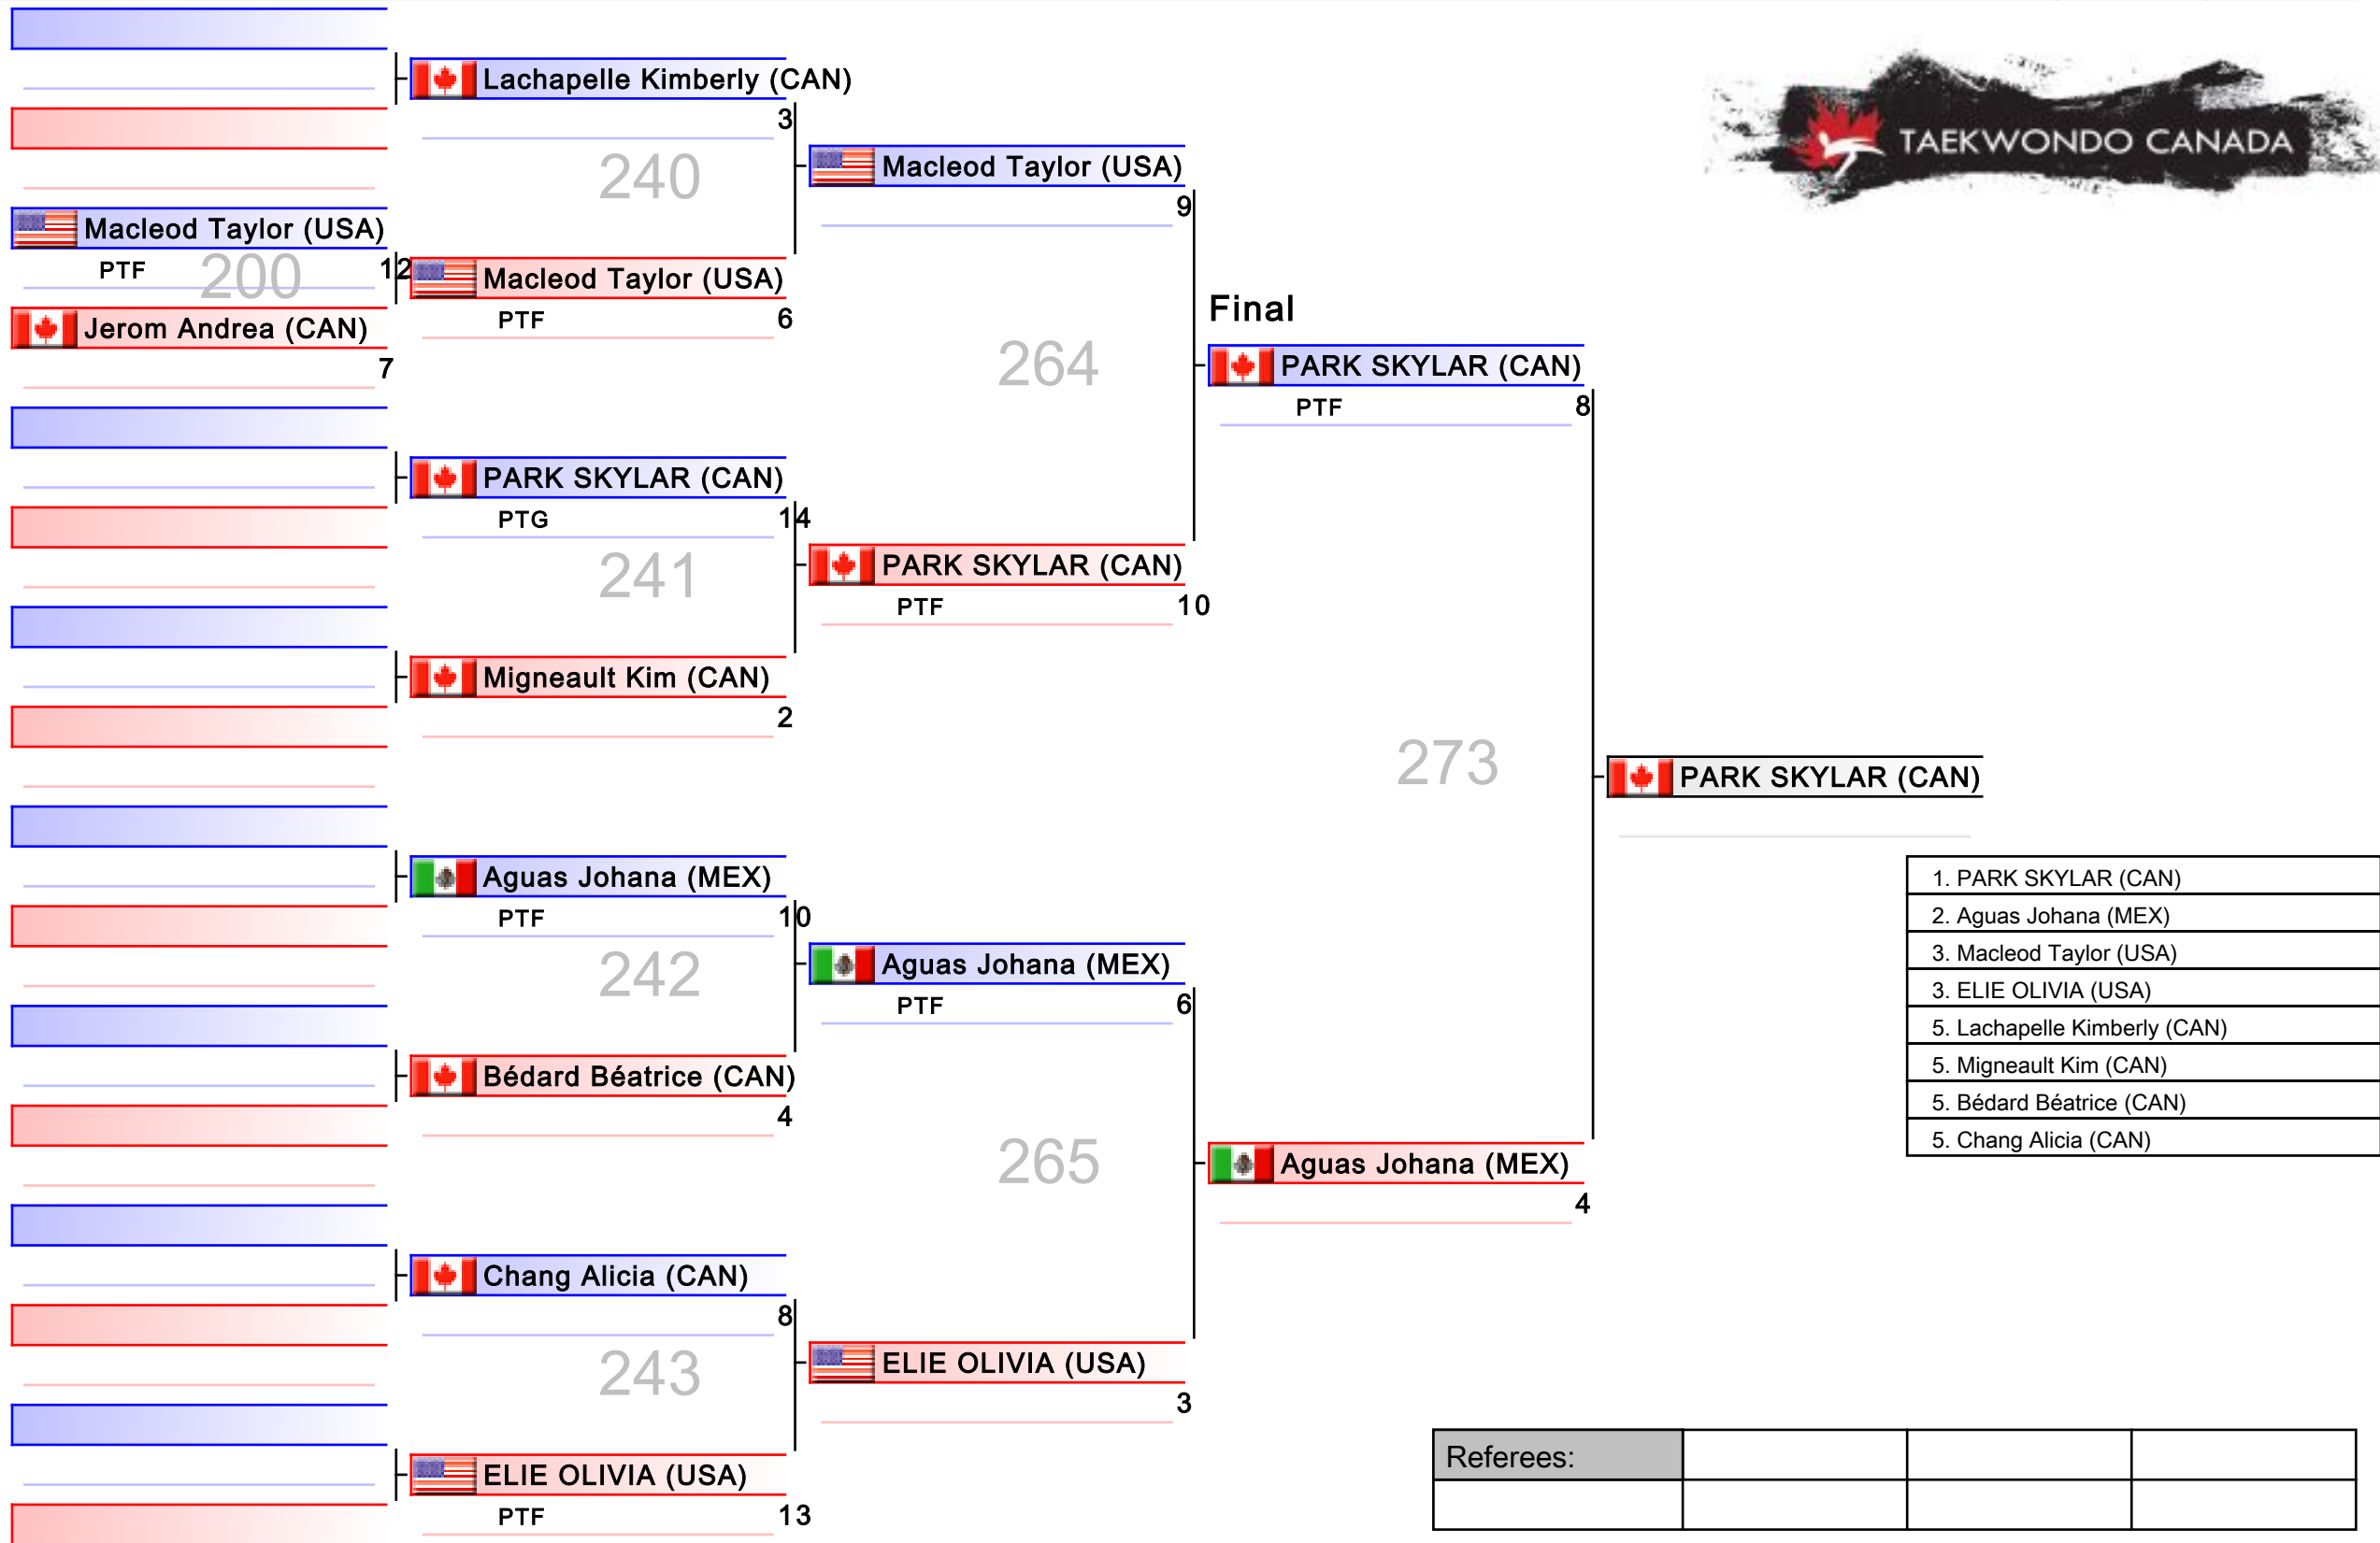 TAEKWONDO CANADA
Macleod Taylor (USA)
PTF
12
200
Jerom Andrea (CAN)
7
Lachapelle Kimberly (CAN)
3
240
Macleod Taylor (USA)
PTF
6
PARK SKYLAR (CAN)
PTG
14
241
Migneault Kim (CAN)
2
Aguas Johana (MEX)
PTF
10
242
Bédard Béatrice (CAN)
4
Chang Alicia (CAN)
8
243
ELIE OLIVIA (USA)
PTF
13
Macleod Taylor (USA)
9
264
PARK SKYLAR (CAN)
PTF
10
Aguas Johana (MEX)
PTF
6
265
ELIE OLIVIA (USA)
3
Final
PARK SKYLAR (CAN)
PTF
8
273
Aguas Johana (MEX)
4
PARK SKYLAR (CAN)
1. PARK SKYLAR (CAN)
2. Aguas Johana (MEX)
3. Macleod Taylor (USA)
3. ELIE OLIVIA (USA)
5. Lachapelle Kimberly (CAN)
5. Migneault Kim (CAN)
5. Bédard Béatrice (CAN)
5. Chang Alicia (CAN)
Referees: